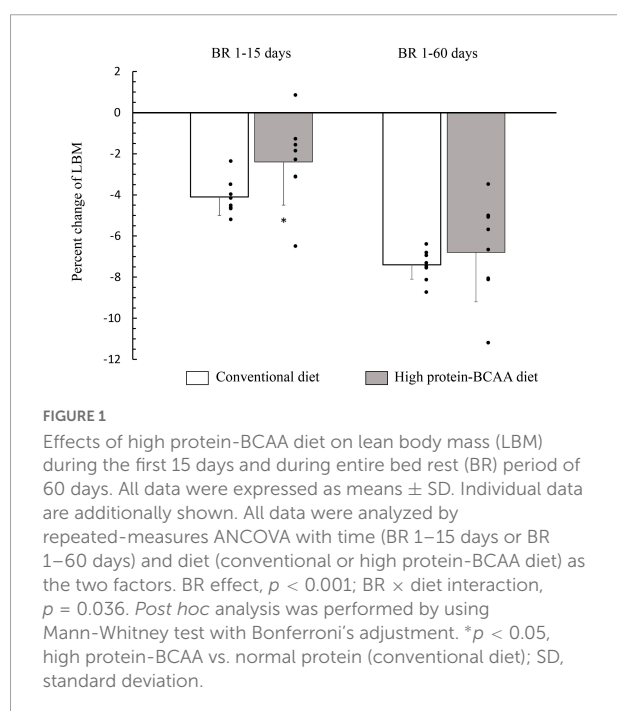 BR 1-15 days BR 1-60 days
2
0
-2
-4
-6
-8
-10
-12
Percent change of LBM
*
Conventional diet High protein-BCAA diet
FIGURE 1
Effects of high protein-BCAA diet on lean body mass (LBM)
during the first 15 days and during entire bed rest (BR) period of
60 days. All data were expressed as means ± SD. Individual data
are additionally shown. All data were analyzed by
repeated-measures ANCOVA with time (BR 1–15 days or BR
1–60 days) and diet (conventional or high protein-BCAA diet) as
the two factors. BR effect, p < 0.001; BR × diet interaction,
p = 0.036. Post hoc analysis was performed by using
Mann-Whitney test with Bonferroni’s adjustment. *p < 0.05,
high protein-BCAA vs. normal protein (conventional diet); SD,
standard deviation.